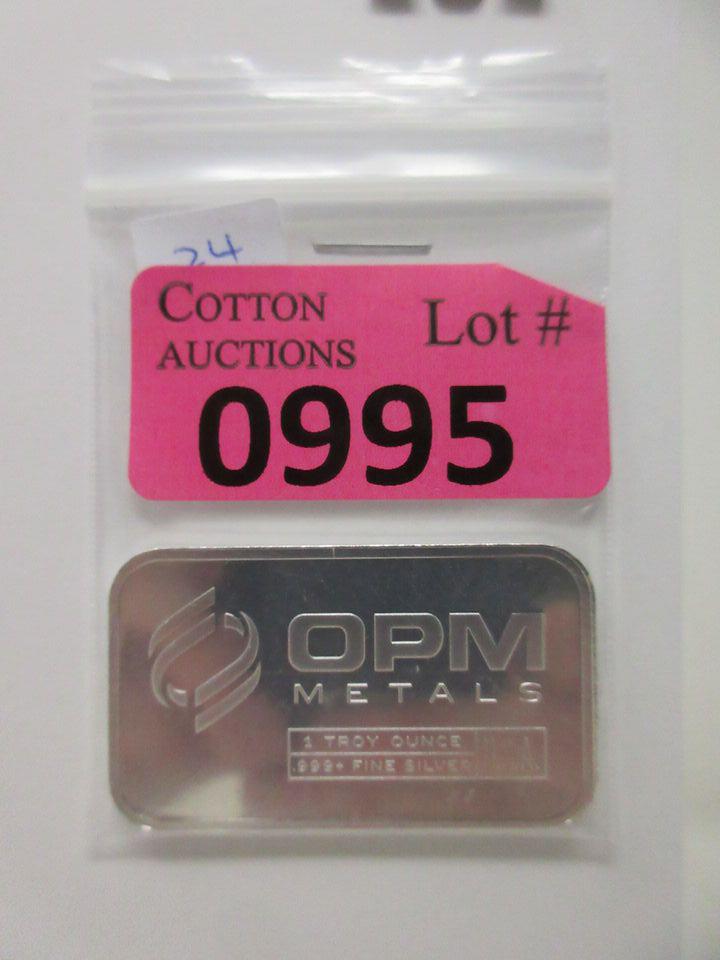 24
COTTON
AUCTIONS
Lot #
0995
OPM
METALS
1 TROY OUNCE
.999+ FINE SILVER